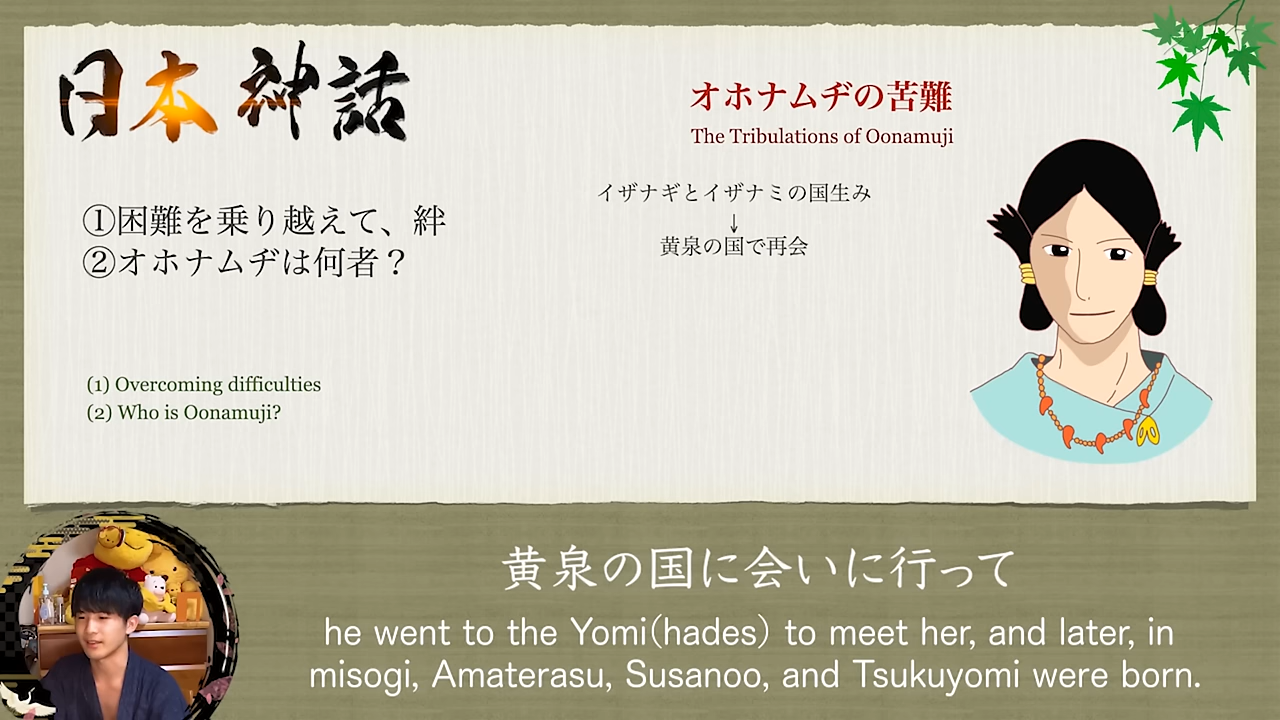 日本神話
オホナムヂの苦難
The Tribulations of Oonamuji
イザナギとイザナミの国生み
↓
黄泉の国で再会
①困難を乗り越えて、絆
②オホナムヂは何者？
(1) Overcoming difficulties
(2) Who is Oonamuji?
黄泉の国に会いに行って
he went to the Yomi(hades) to meet her, and later, in
misogi, Amaterasu, Susanoo, and Tsukuyomi were born.